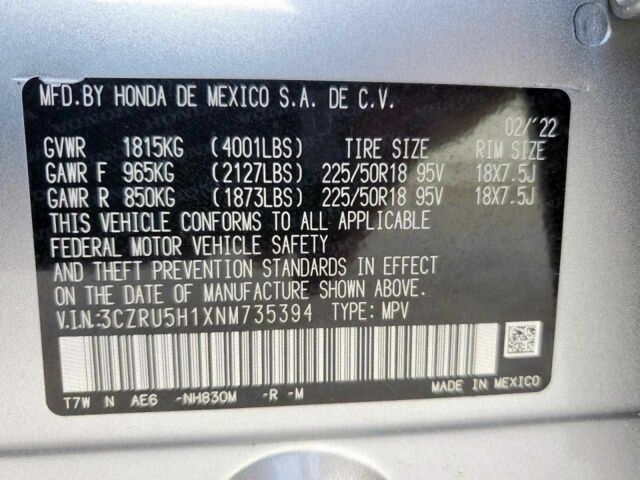 MFD.BY HONDA DE MEXICO S.A. DE C.V.
02/'22
GVWR 1815KG (4001LBS) TIRE SIZE RIM SIZE
GAWR F 965KG (2127LBS) 225/50R18 95V 18X7.5J
GAWR R 850KG (1873LBS) 225/50R18 95V 18X7.5J
THIS VEHICLE CONFORMS TO ALL APPLICABLE
FEDERAL MOTOR VEHICLE SAFETY
AND THEFT PREVENTION STANDARDS IN EFFECT
ON THE DATE OF MANUFACTURE SHOWN ABOVE.
V.I.N:3CZRU5H1XNM735394 TYPE: MPV
T7W N AE6 -NH830M -R -M
MADE IN MEXICO